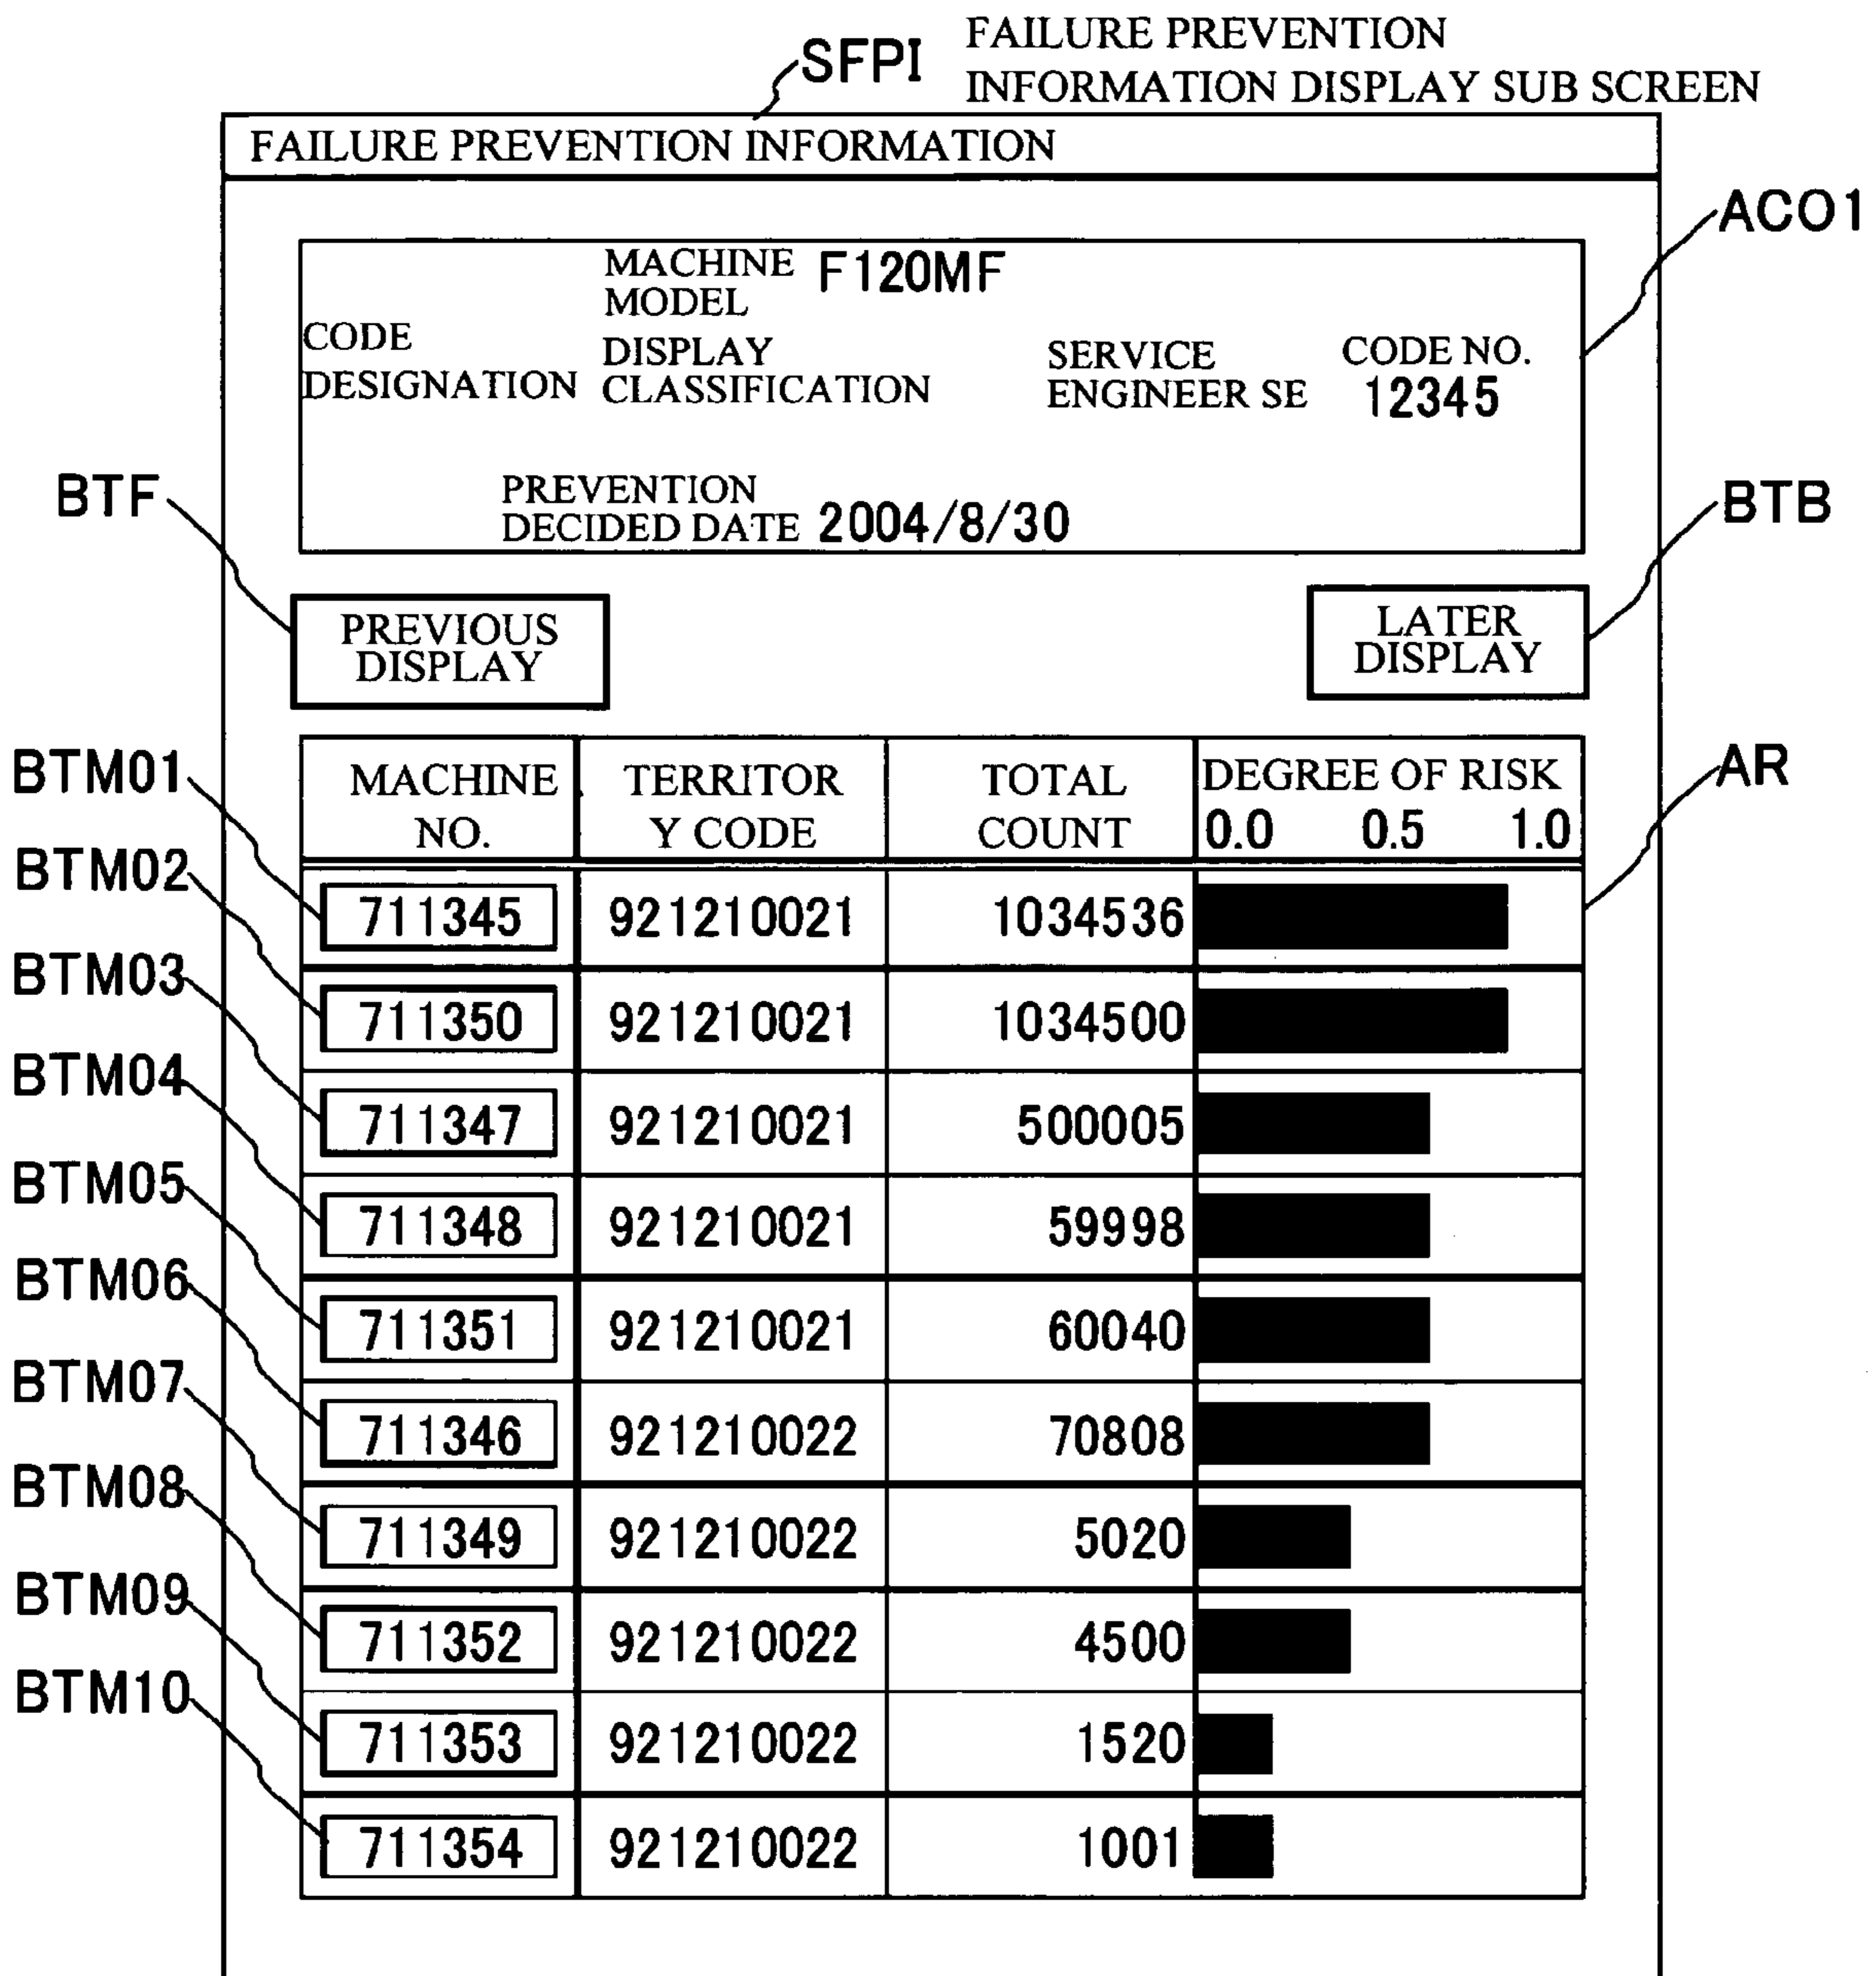 SFPI FAILURE PREVENTION
INFORMATION DISPLAY SUB SCREEN
FAILURE PREVENTION INFORMATION
ACO1
MACHINE F120MF
MODEL
CODE
DESIGNATION
DISPLAY
CLASSIFICATION
SERVICE
ENGINEER SE
CODE NO.
12345
PREVENTION
DECIDED DATE 2004/8/30
BTF
BTB
PREVIOUS
DISPLAY
LATER
DISPLAY
AR
MACHINE
NO.
TERRITOR
Y CODE
TOTAL
COUNT
DEGREE OF RISK
0.0 0.5 1.0
BTM01 711345 921210021 1034536
BTM02 711350 921210021 1034500
BTM03 711347 921210021 500005
BTM04 711348 921210021 59998
BTM05 711351 921210021 60040
BTM06 711346 921210022 70808
BTM07 711349 921210022 5020
BTM08 711352 921210022 4500
BTM09 711353 921210022 1520
BTM10 711354 921210022 1001